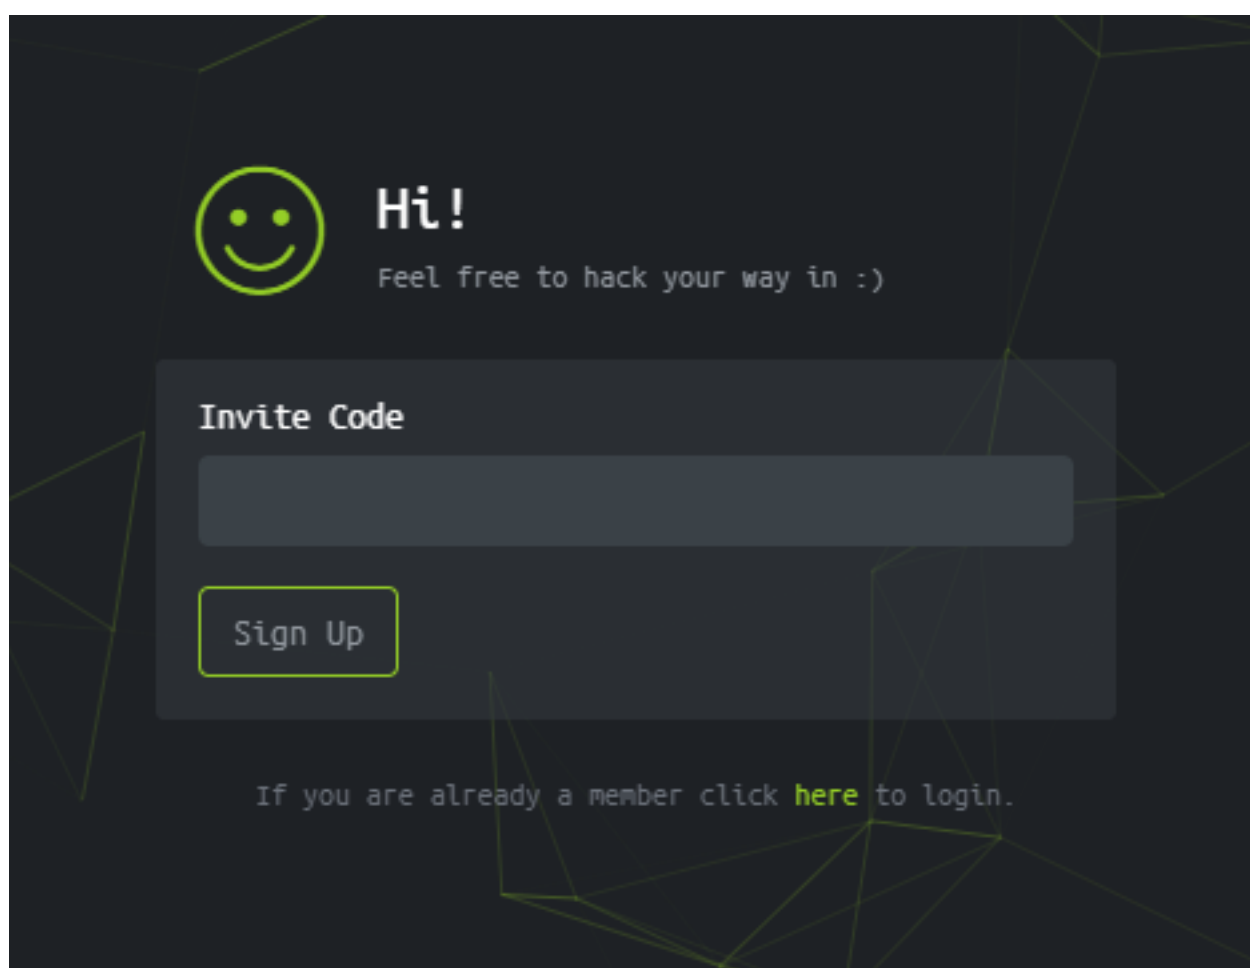 Hi!
Feel free to hack your way in :)
Invite Code
Sign Up
If you are already a member click here to login.